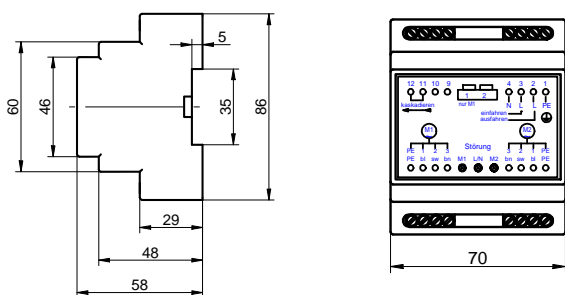 5
60
46
35
86
29
48
58
12 11 10 9
4 3 2 1
kaskadieren
1 2
nur M1
N L L PE
einfahren
ausfahren
M1
M2
Störung
PE 1 2 3
3 2 1 PE
PE bl sw bn M1 L/N M2 bn sw bl PE
70